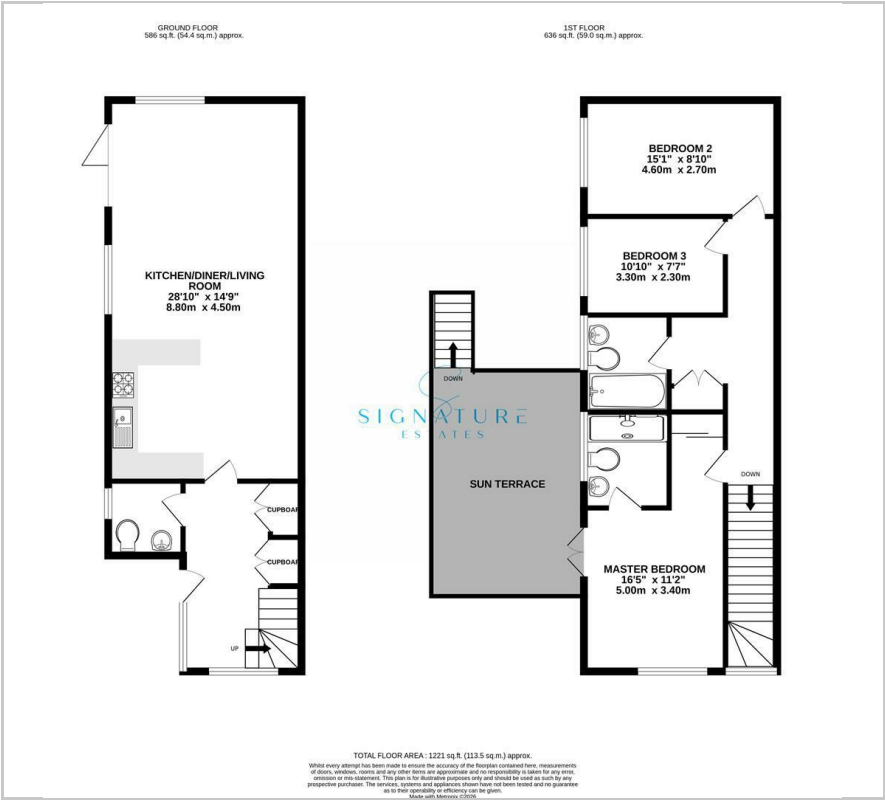 GROUND FLOOR
586 sq.ft. (54.4 sq.m.) approx.
1ST FLOOR
636 sq.ft. (59.0 sq.m.) approx.
KITCHEN/DINER/LIVING
ROOM
28'10" x 14'9"
8.80m x 4.50m
CUPBOAR
CUPBOAR
UP
BEDROOM 2
15'1" x 8'10"
4.60m x 2.70m
BEDROOM 3
10'10" x 7'7"
3.30m x 2.30m
DOWN
SIGNATURE
ESTATES
SUN TERRACE
DOWN
MASTER BEDROOM
16'5" x 11'2"
5.00m x 3.40m
TOTAL FLOOR AREA : 1221 sq.ft. (113.5 sq.m.) approx.
Whilst every attempt has been made to ensure the accuracy of the floorplan contained here, measurements
of doors, windows, rooms and any other items are approximate and no responsibility is taken for any error,
omission or mis-statement. This plan is for illustrative purposes only and should be used as such by any
prospective purchaser. The services, systems and appliances shown have not been tested and no guarantee
as to their operability or efficiency can be given.
Made with Metropix ©2026